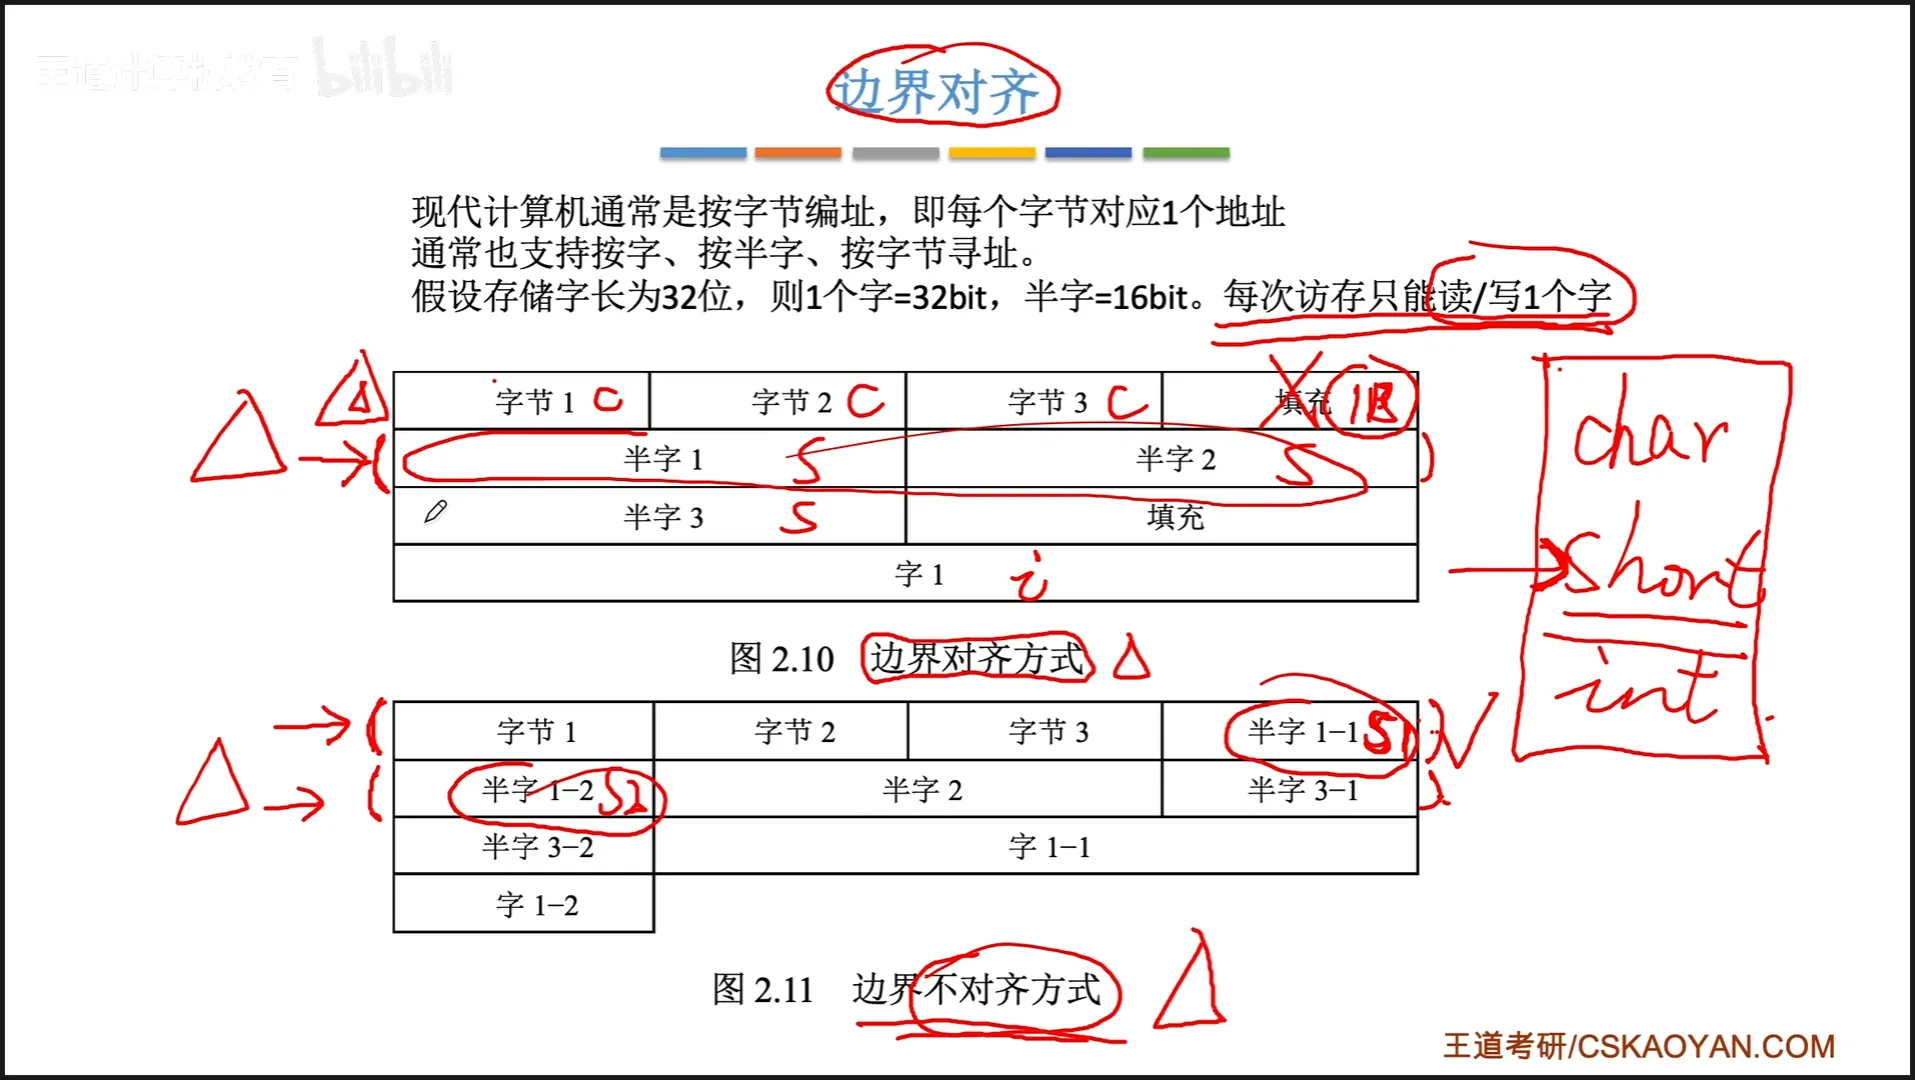 王道计算机教育 bilibili
边界对齐
现代计算机通常是按字节编址，即每个字节对应1个地址
通常也支持按字、按半字、按字节寻址。
假设存储字长为32位，则1个字=32bit，半字=16bit。每次访存只能读/写1个字
字节 1 C 字节 2 C 字节 3 C 填充 1B
半字 1 S 半字 2 S
半字 3 S 填充
字 1 i
char
short
int
图 2.10 边界对齐方式
字节 1 字节 2 字节 3 半字 1−1 S1
半字 1−2 S2 半字 2 半字 3−1
半字 3−2 字 1−1
字 1−2
图 2.11 边界不对齐方式
王道考研/CSKAOYAN.COM